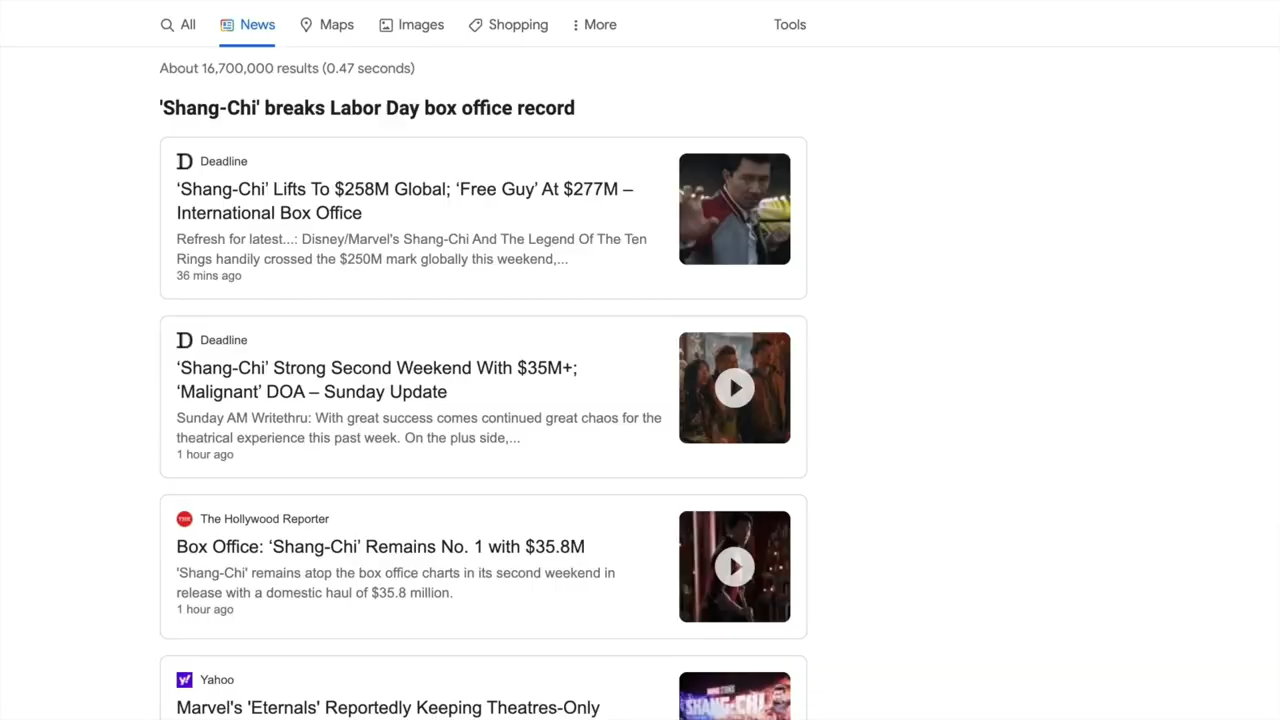 All
News
Maps
Images
Shopping
More
Tools
About 16,700,000 results (0.47 seconds)
'Shang-Chi' breaks Labor Day box office record
D Deadline
‘Shang-Chi’ Lifts To $258M Global; ‘Free Guy’ At $277M –
International Box Office
Refresh for latest...: Disney/Marvel's Shang-Chi And The Legend Of The Ten
Rings handily crossed the $250M mark globally this weekend,...
36 mins ago
D Deadline
‘Shang-Chi’ Strong Second Weekend With $35M+;
‘Malignant’ DOA – Sunday Update
Sunday AM Writethru: With great success comes continued great chaos for the
theatrical experience this past week. On the plus side,...
1 hour ago
THR The Hollywood Reporter
Box Office: ‘Shang-Chi’ Remains No. 1 with $35.8M
'Shang-Chi' remains atop the box office charts in its second weekend in
release with a domestic haul of $35.8 million.
1 hour ago
y! Yahoo
Marvel's 'Eternals' Reportedly Keeping Theatres-Only
SHANG-CHI